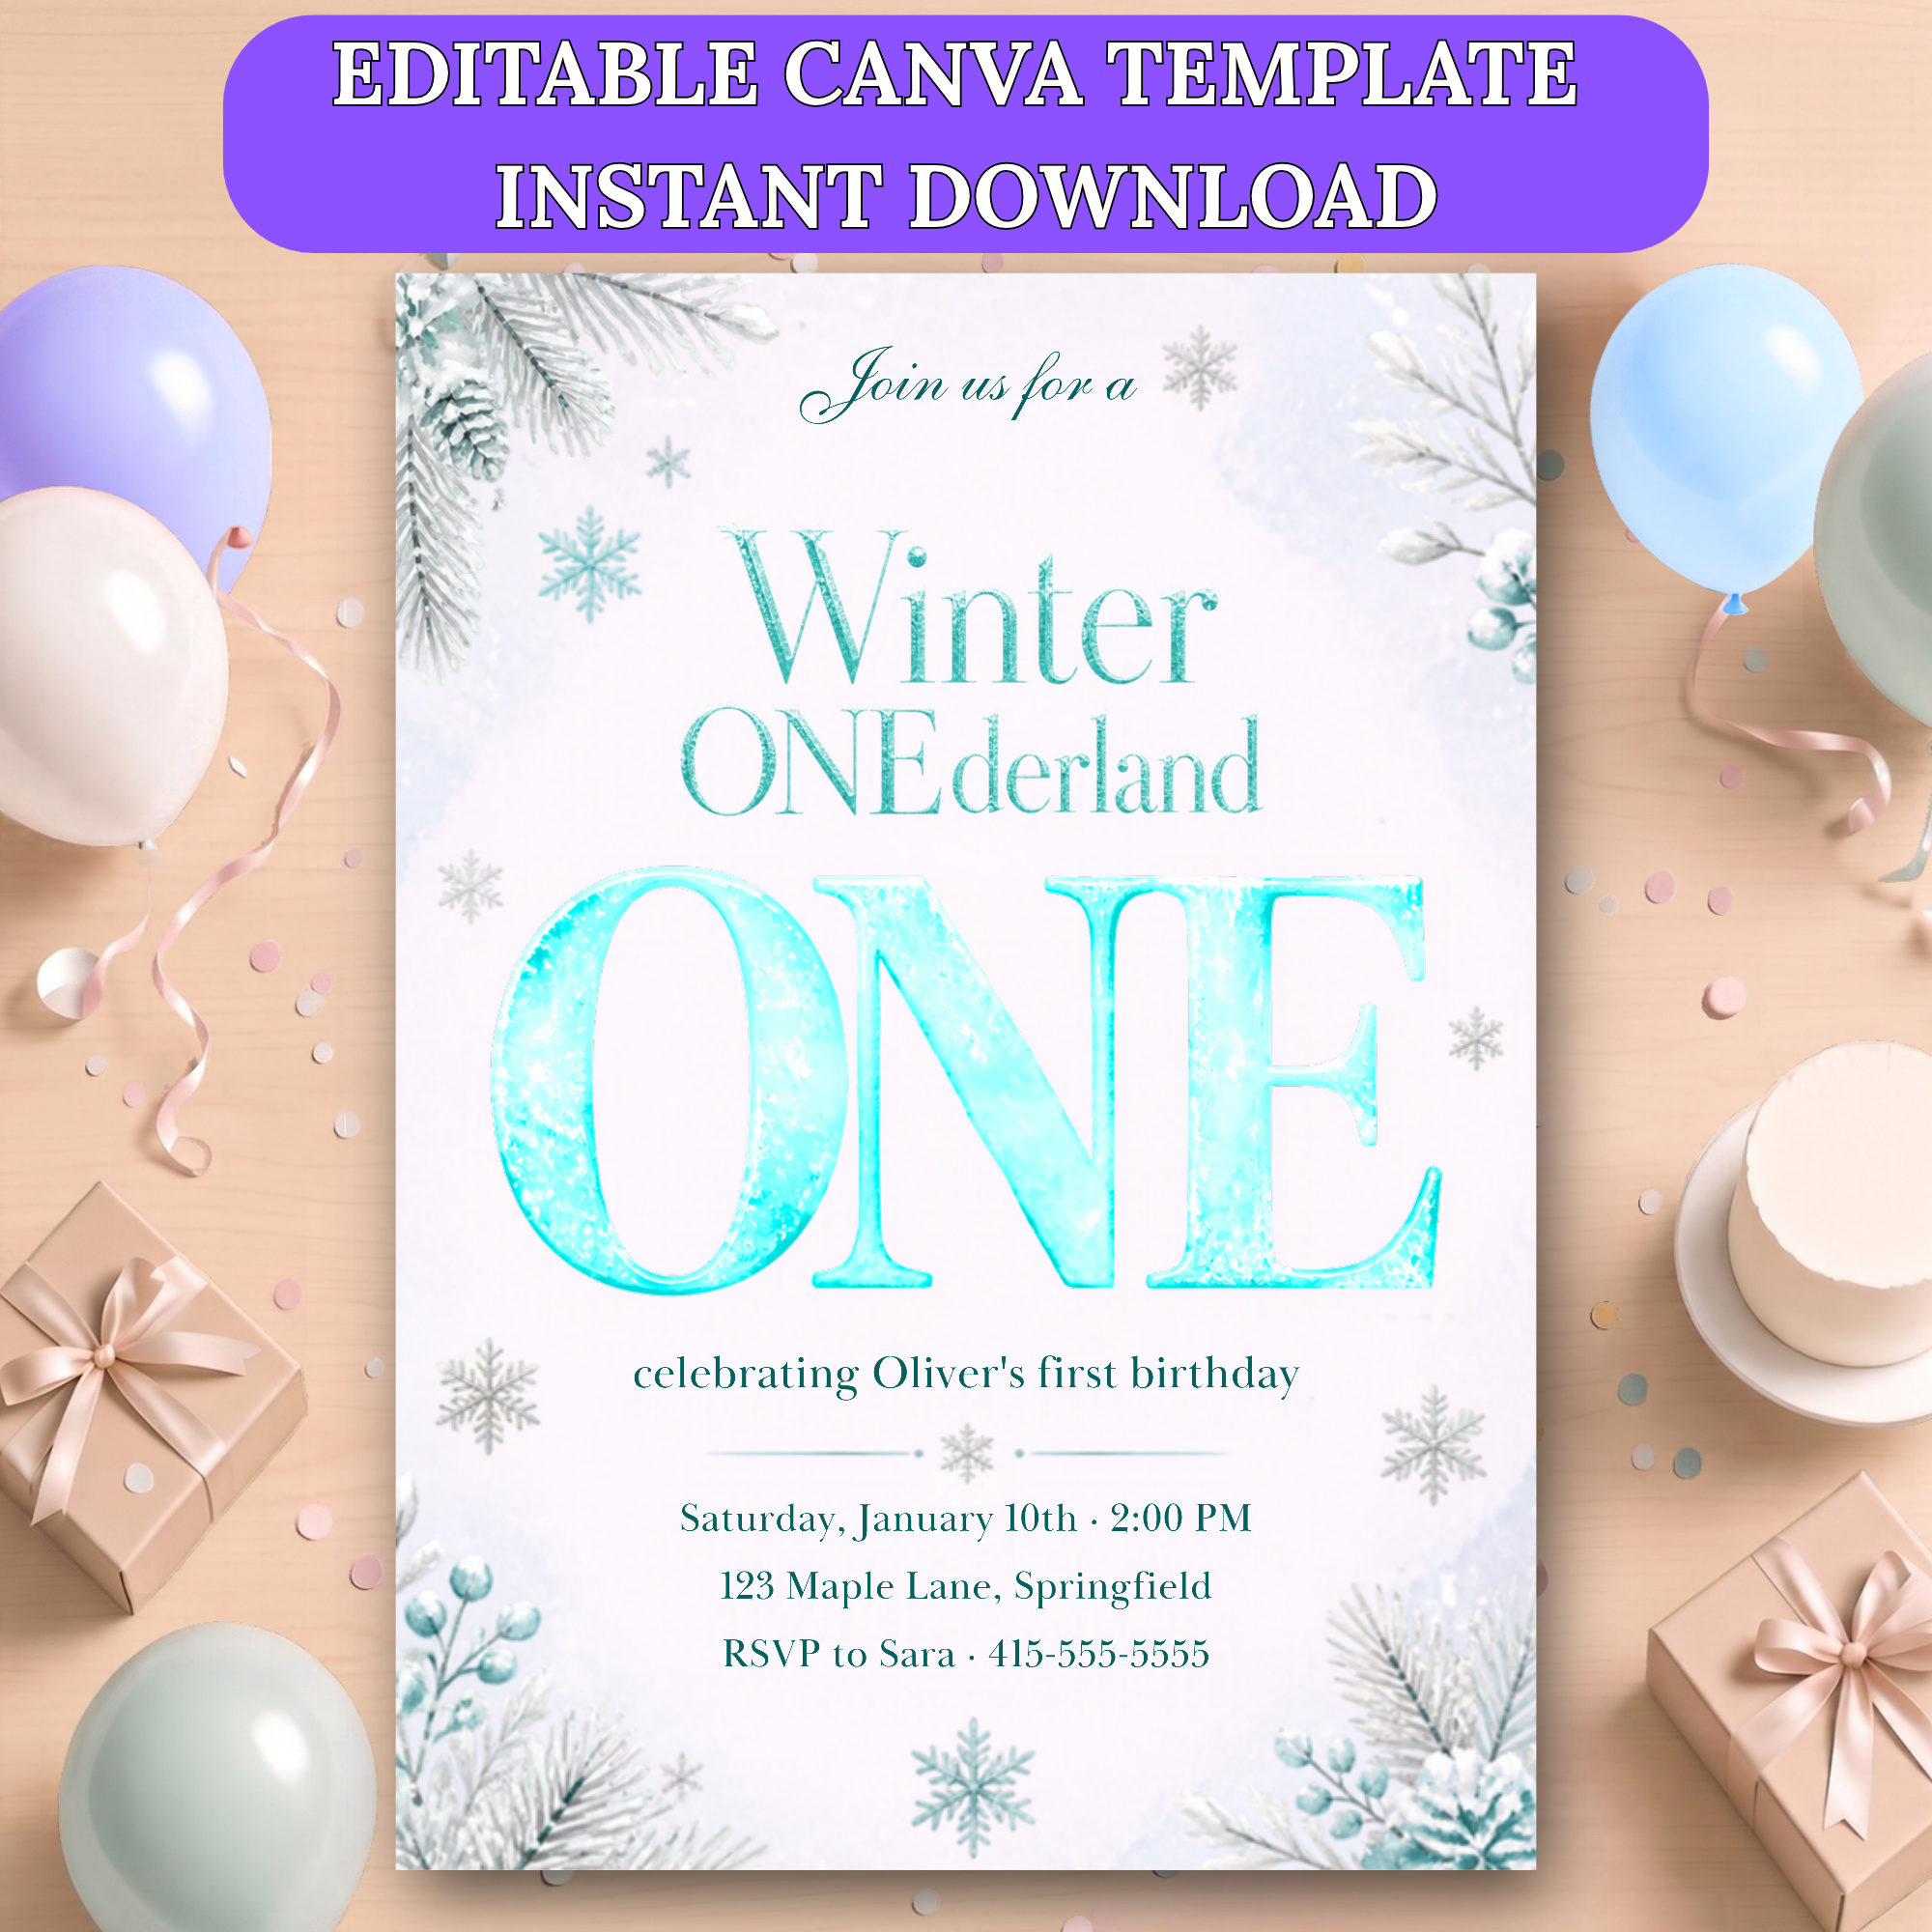 EDITABLE CANVA TEMPLATE
INSTANT DOWNLOAD
Join us for a
Winter
ONEderland
ONE
celebrating Oliver's first birthday
Saturday, January 10th · 2:00 PM
123 Maple Lane, Springfield
RSVP to Sara · 415-555-5555